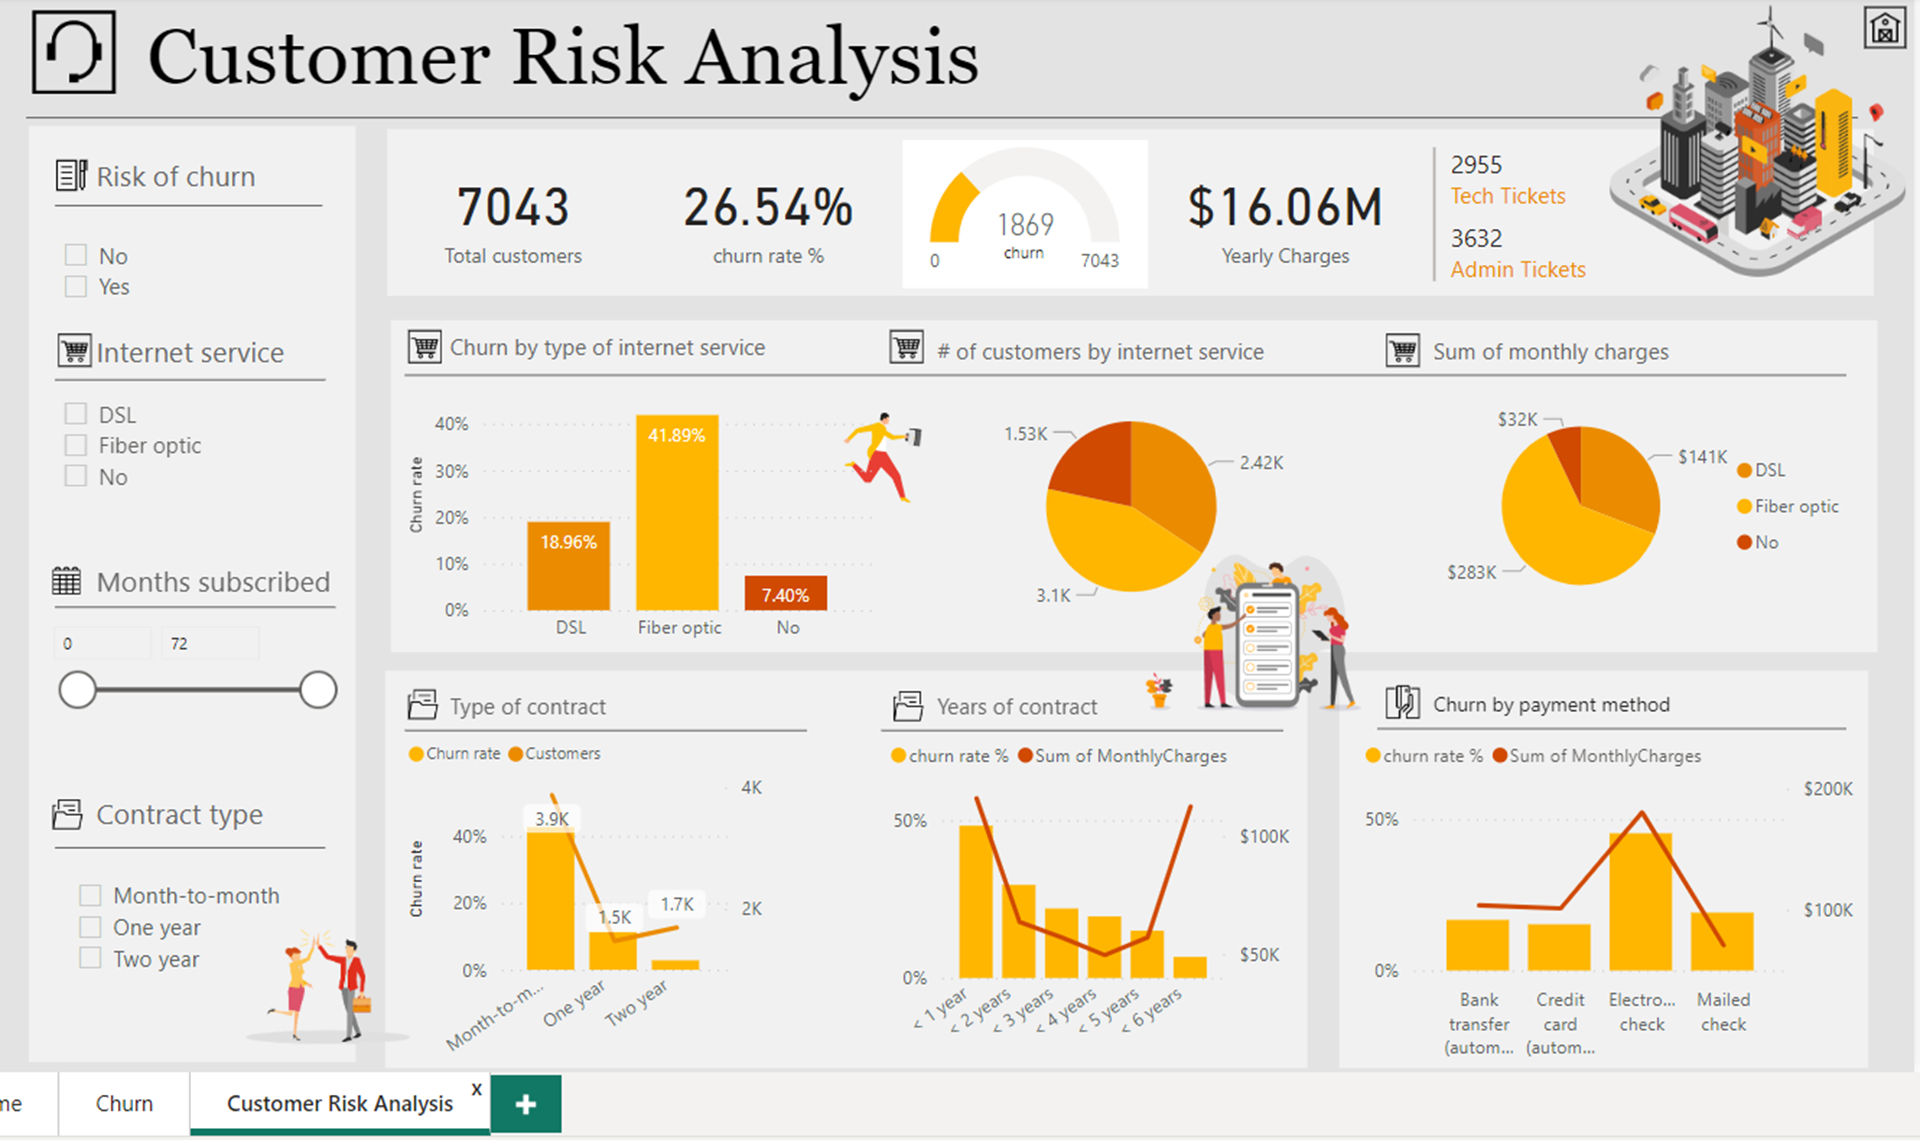 Customer Risk Analysis
Risk of churn
No
Yes
Internet service
DSL
Fiber optic
No
Months subscribed
0 72
Contract type
Month-to-month
One year
Two year
7043
Total customers
26.54%
churn rate %
1869
churn
0 7043
$16.06M
Yearly Charges
2955
Tech Tickets
3632
Admin Tickets
Churn by type of internet service
Churn rate
40%
30%
20%
10%
0%
18.96%
41.89%
7.40%
DSL Fiber optic No
# of customers by internet service
1.53K
2.42K
3.1K
Sum of monthly charges
$32K
$141K
$283K
DSL
Fiber optic
No
Type of contract
Churn rate Customers
Churn rate
40%
20%
0%
4K
2K
3.9K
1.5K
1.7K
Month-to-m...
One year
Two year
Years of contract
churn rate % Sum of MonthlyCharges
50%
0%
$100K
$50K
< 1 year
< 2 years
< 3 years
< 4 years
< 5 years
< 6 years
Churn by payment method
churn rate % Sum of MonthlyCharges
50%
0%
$200K
$100K
Bank
transfer
(autom...
Credit
card
(autom...
Electro...
check
Mailed
check
me
Churn
Customer Risk Analysis
x
+